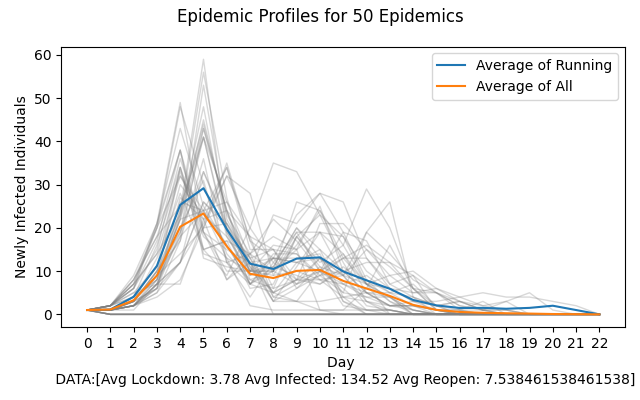 Epidemic Profiles for 50 Epidemics
60
50
40
30
20
10
0
Newly Infected Individuals
Average of Running
Average of All
0 1 2 3 4 5 6 7 8 9 10 11 12 13 14 15 16 17 18 19 20 21 22
Day
DATA:[Avg Lockdown: 3.78 Avg Infected: 134.52 Avg Reopen: 7.538461538461538]